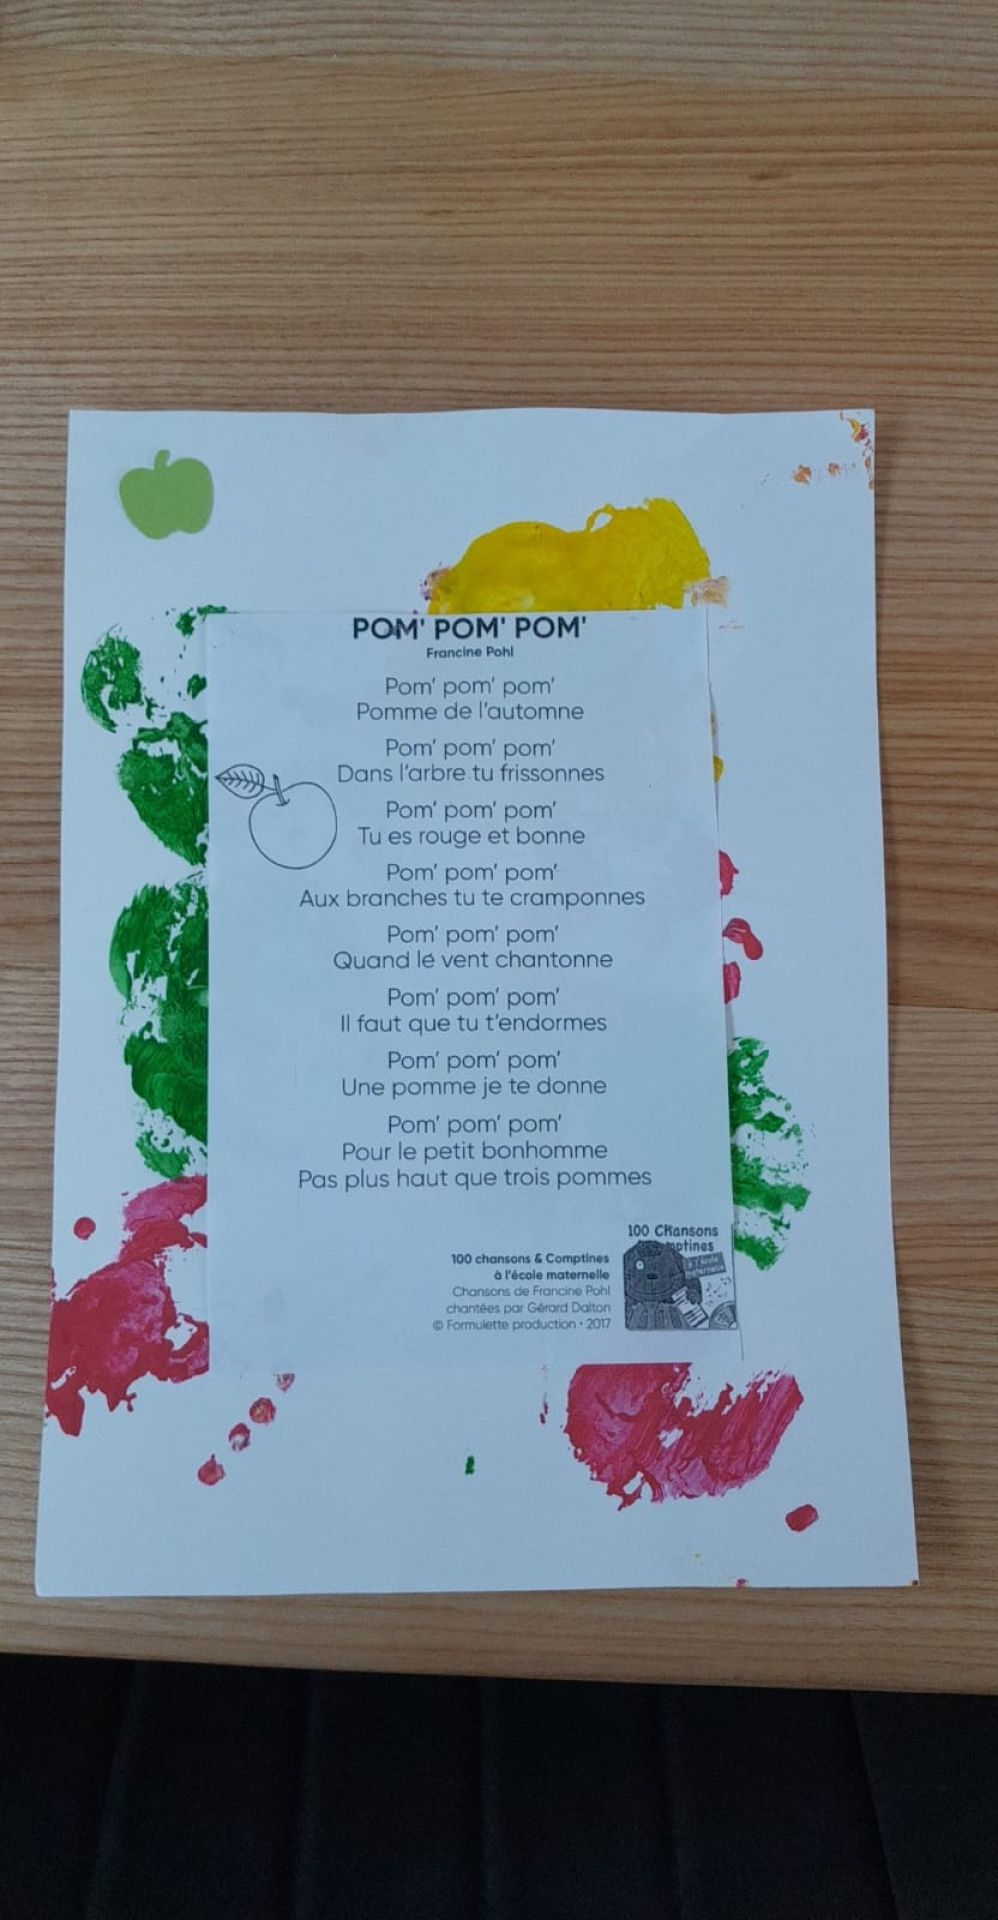 POM' POM' POM'
Francine Pohl
Pom' pom' pom'
Pomme de l'automne
Pom' pom' pom'
Dans l'arbre tu frissonnes
Pom' pom' pom'
Tu es rouge et bonne
Pom' pom' pom'
Aux branches tu te cramponnes
Pom' pom' pom'
Quand le vent chantonne
Pom' pom' pom'
Il faut que tu t'endormes
Pom' pom' pom'
Une pomme je te donne
Pom' pom' pom'
Pour le petit bonhomme
Pas plus haut que trois pommes
100 chansons & Comptines
à l'école maternelle
Chansons de Francine Pohl
chantées par Gérard Dalton
© Formulette production • 2017
100 CHansons
à l'école
maternelle